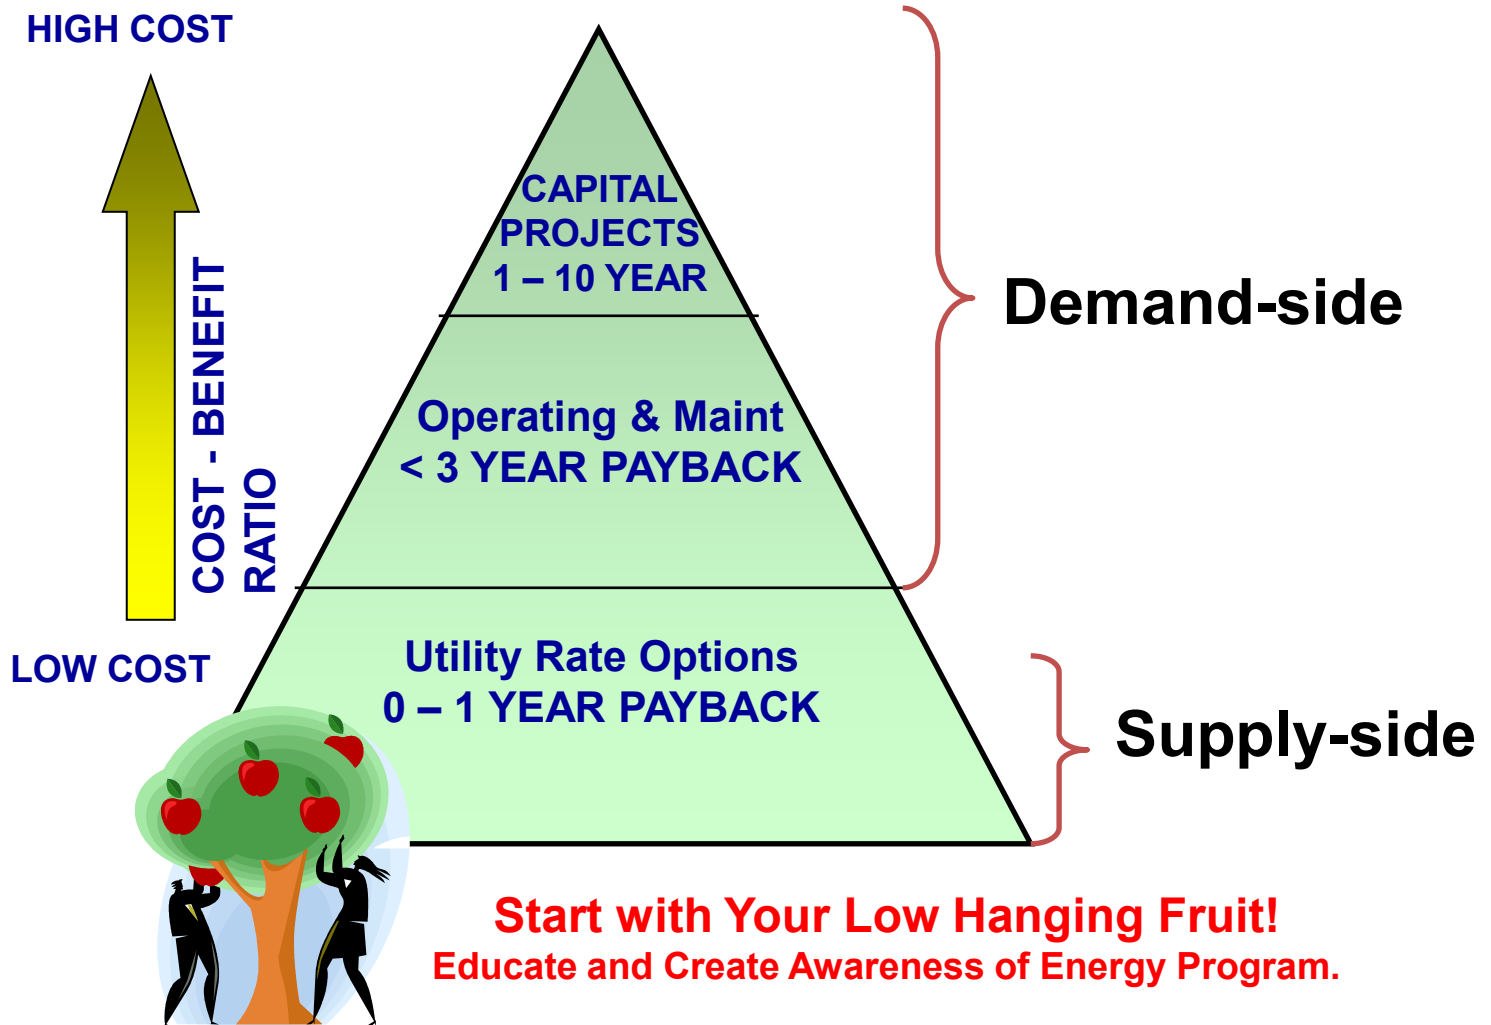 HIGH COST
COST - BENEFIT
RATIO
LOW COST
CAPITAL
PROJECTS
1 – 10 YEAR
Operating & Maint
< 3 YEAR PAYBACK
Utility Rate Options
0 – 1 YEAR PAYBACK
Demand-side
Supply-side
Start with Your Low Hanging Fruit!
Educate and Create Awareness of Energy Program.